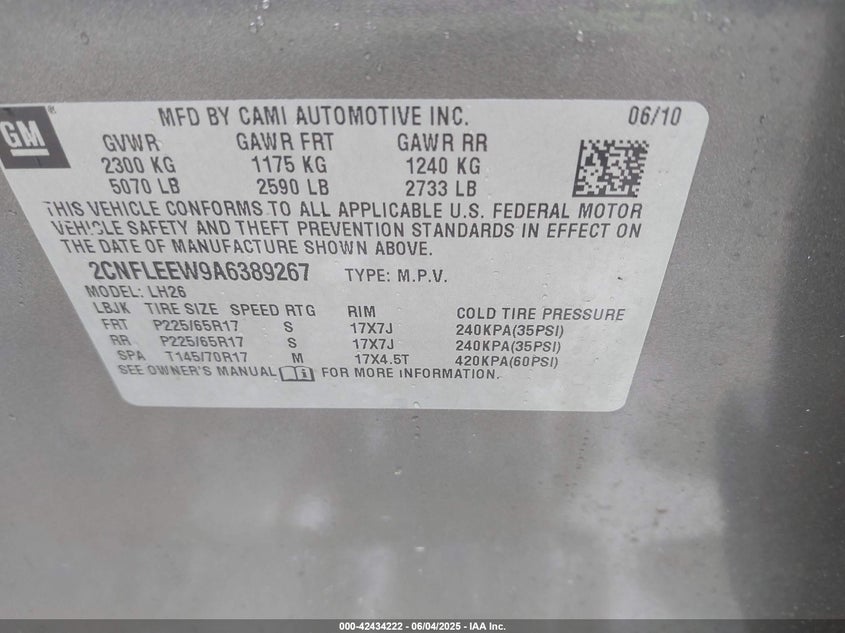 GM
MFD BY CAMI AUTOMOTIVE INC. 06/10
GVWR GAWR FRT GAWR RR
2300 KG 1175 KG 1240 KG
5070 LB 2590 LB 2733 LB
THIS VEHICLE CONFORMS TO ALL APPLICABLE U.S. FEDERAL MOTOR
VEHICLE SAFETY AND THEFT PREVENTION STANDARDS IN EFFECT ON
THE DATE OF MANUFACTURE SHOWN ABOVE.
2CNFLEEW9A6389267 TYPE: M.P.V.
MODEL: LH26
LBJK TIRE SIZE SPEED RTG RIM COLD TIRE PRESSURE
FRT P225/65R17 S 17X7J 240KPA(35PSI)
RR P225/65R17 S 17X7J 240KPA(35PSI)
SPA T145/70R17 M 17X4.5T 420KPA(60PSI)
SEE OWNER'S MANUAL FOR MORE INFORMATION.
000-42434222 - 06/04/2025 - IAA Inc.